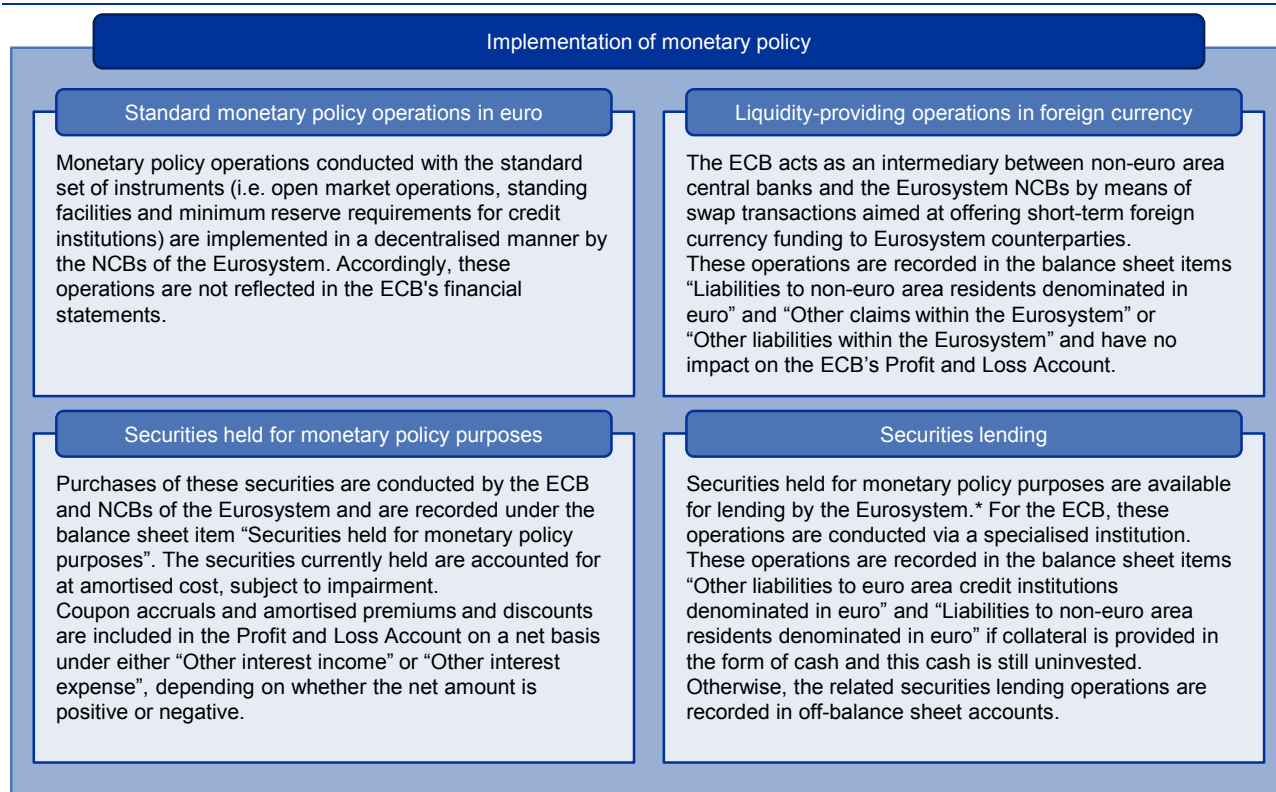 Implementation of monetary policy
Standard monetary policy operations in euro
Monetary policy operations conducted with the standard
set of instruments (i.e. open market operations, standing
facilities and minimum reserve requirements for credit
institutions) are implemented in a decentralised manner by
the NCBs of the Eurosystem. Accordingly, these
operations are not reflected in the ECB's financial
statements.
Liquidity-providing operations in foreign currency
The ECB acts as an intermediary between non-euro area
central banks and the Eurosystem NCBs by means of
swap transactions aimed at offering short-term foreign
currency funding to Eurosystem counterparties.
These operations are recorded in the balance sheet items
“Liabilities to non-euro area residents denominated in
euro” and “Other claims within the Eurosystem” or
“Other liabilities within the Eurosystem” and have no
impact on the ECB’s Profit and Loss Account.
Securities held for monetary policy purposes
Purchases of these securities are conducted by the ECB
and NCBs of the Eurosystem and are recorded under the
balance sheet item “Securities held for monetary policy
purposes”. The securities currently held are accounted for
at amortised cost, subject to impairment.
Coupon accruals and amortised premiums and discounts
are included in the Profit and Loss Account on a net basis
under either “Other interest income” or “Other interest
expense”, depending on whether the net amount is
positive or negative.
Securities lending
Securities held for monetary policy purposes are available
for lending by the Eurosystem.* For the ECB, these
operations are conducted via a specialised institution.
These operations are recorded in the balance sheet items
“Other liabilities to euro area credit institutions
denominated in euro” and “Liabilities to non-euro area
residents denominated in euro” if collateral is provided in
the form of cash and this cash is still uninvested.
Otherwise, the related securities lending operations are
recorded in off-balance sheet accounts.